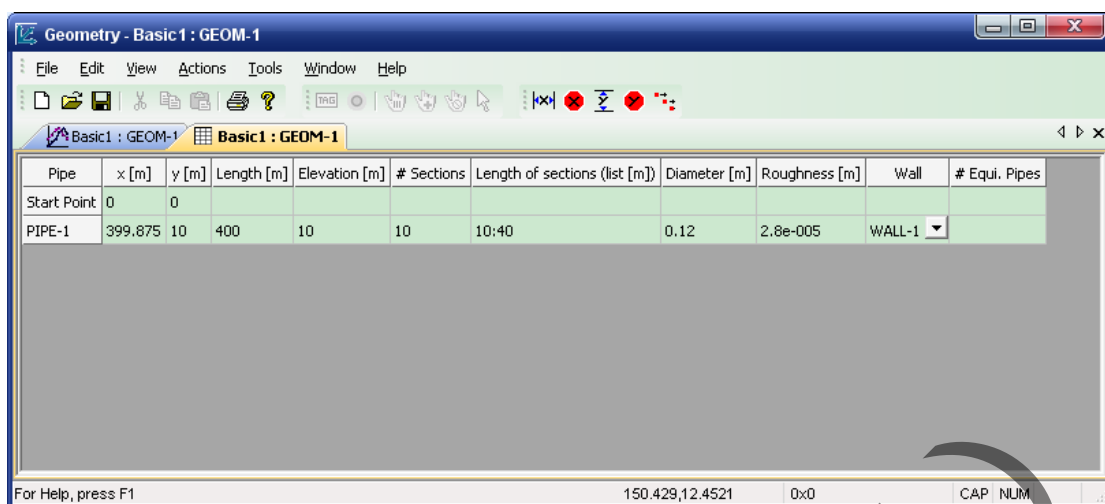 Geometry - Basic1 : GEOM-1
File Edit View Actions Tools Window Help
TAG
Basic1 : GEOM-1 Basic1 : GEOM-1
Pipe x [m] y [m] Length [m] Elevation [m] # Sections Length of sections (list [m]) Diameter [m] Roughness [m] Wall # Equi. Pipes
Start Point 0 0
PIPE-1 399.875 10 400 10 10 10:40 0.12 2.8e-005 WALL-1
For Help, press F1 150.429,12.4521 0x0 CAP NUM